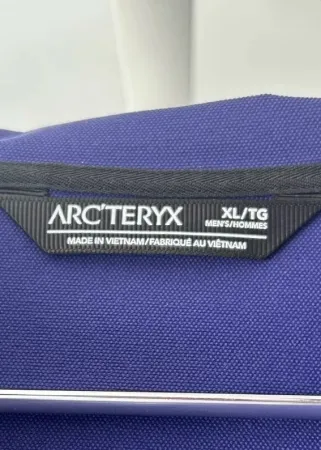 ARC'TERYX XL/TG
MEN'S/HOMMES
MADE IN VIETNAM/FABRIQUÉ AU VIÊTNAM